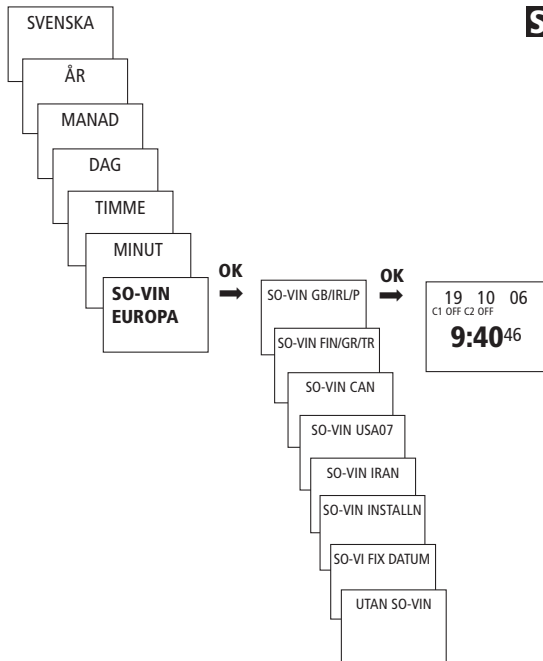 S
SVENSKA
ÅR
MANAD
DAG
TIMME
MINUT
SO-VIN
EUROPA
OK
SO-VIN GB/IRL/P
SO-VIN FIN/GR/TR
SO-VIN CAN
SO-VIN USA07
SO-VIN IRAN
SO-VIN INSTALLN
SO-VI FIX DATUM
UTAN SO-VIN
OK
19 10 06
C1 OFF C2 OFF
9:40 46